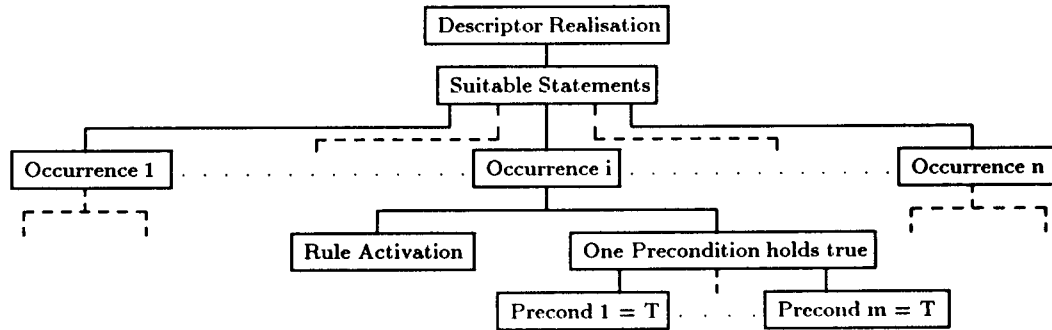 Descriptor Realisation
Suitable Statements
Occurrence 1
Occurrence i
Occurrence n
Rule Activation
One Precondition holds true
Precond 1 = T
Precond m = T